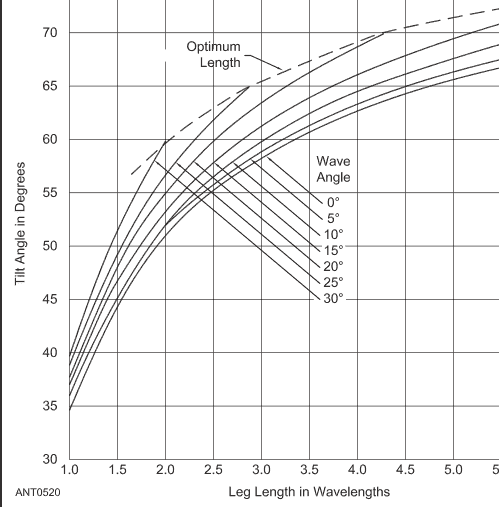 70
Optimum
Length
65
60
Wave
Angle
55
0°
5°
10°
50
15°
20°
25°
45
30°
40
35
30
Tilt Angle in Degrees
1.0 1.5 2.0 2.5 3.0 3.5 4.0 4.5 5.0 5
ANT0520
Leg Length in Wavelengths